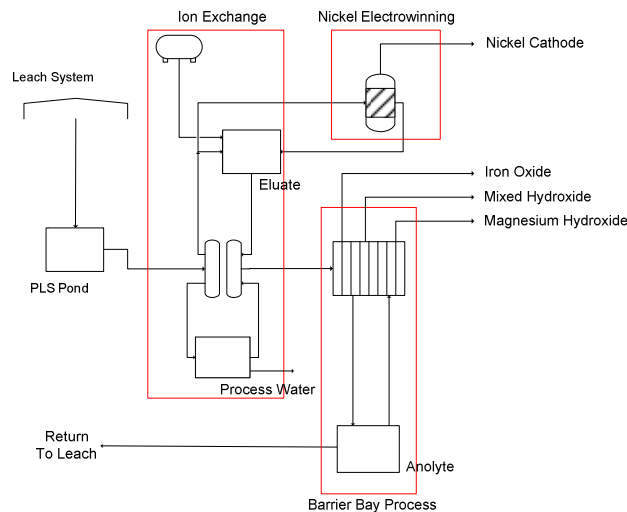 Ion Exchange
Nickel Electrowinning
Nickel Cathode
Leach System
Iron Oxide
Eluate
Mixed Hydroxide
Magnesium Hydroxide
PLS Pond
Process Water
Return
To Leach
Anolyte
Barrier Bay Process